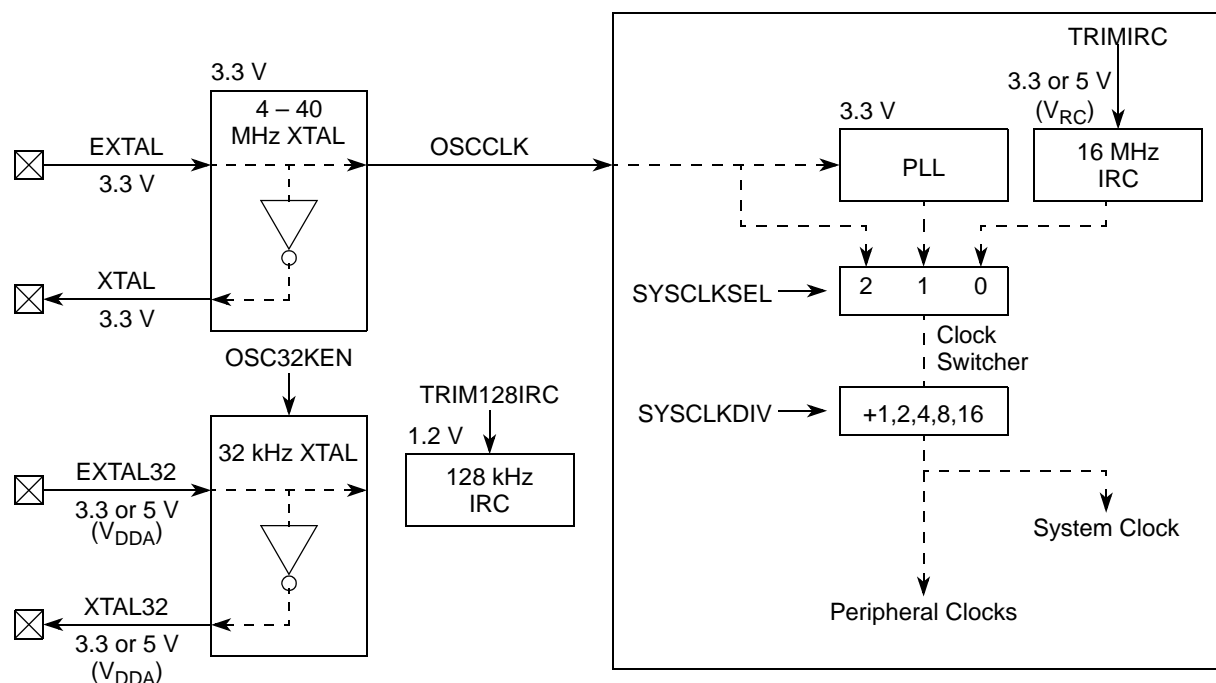 TRIMIRC
3.3 V
3.3 or 5 V
(VRC)
4 – 40
MHz XTAL
3.3 V
EXTAL
3.3 V
OSCCLK
PLL
16 MHz
IRC
XTAL
3.3 V
SYSCLKSEL
2 1 0
Clock
Switcher
OSC32KEN
TRIM128IRC
SYSCLKDIV
+1,2,4,8,16
1.2 V
32 kHz XTAL
128 kHz
IRC
EXTAL32
3.3 or 5 V
(VDDA)
System Clock
XTAL32
3.3 or 5 V
(VDDA)
Peripheral Clocks